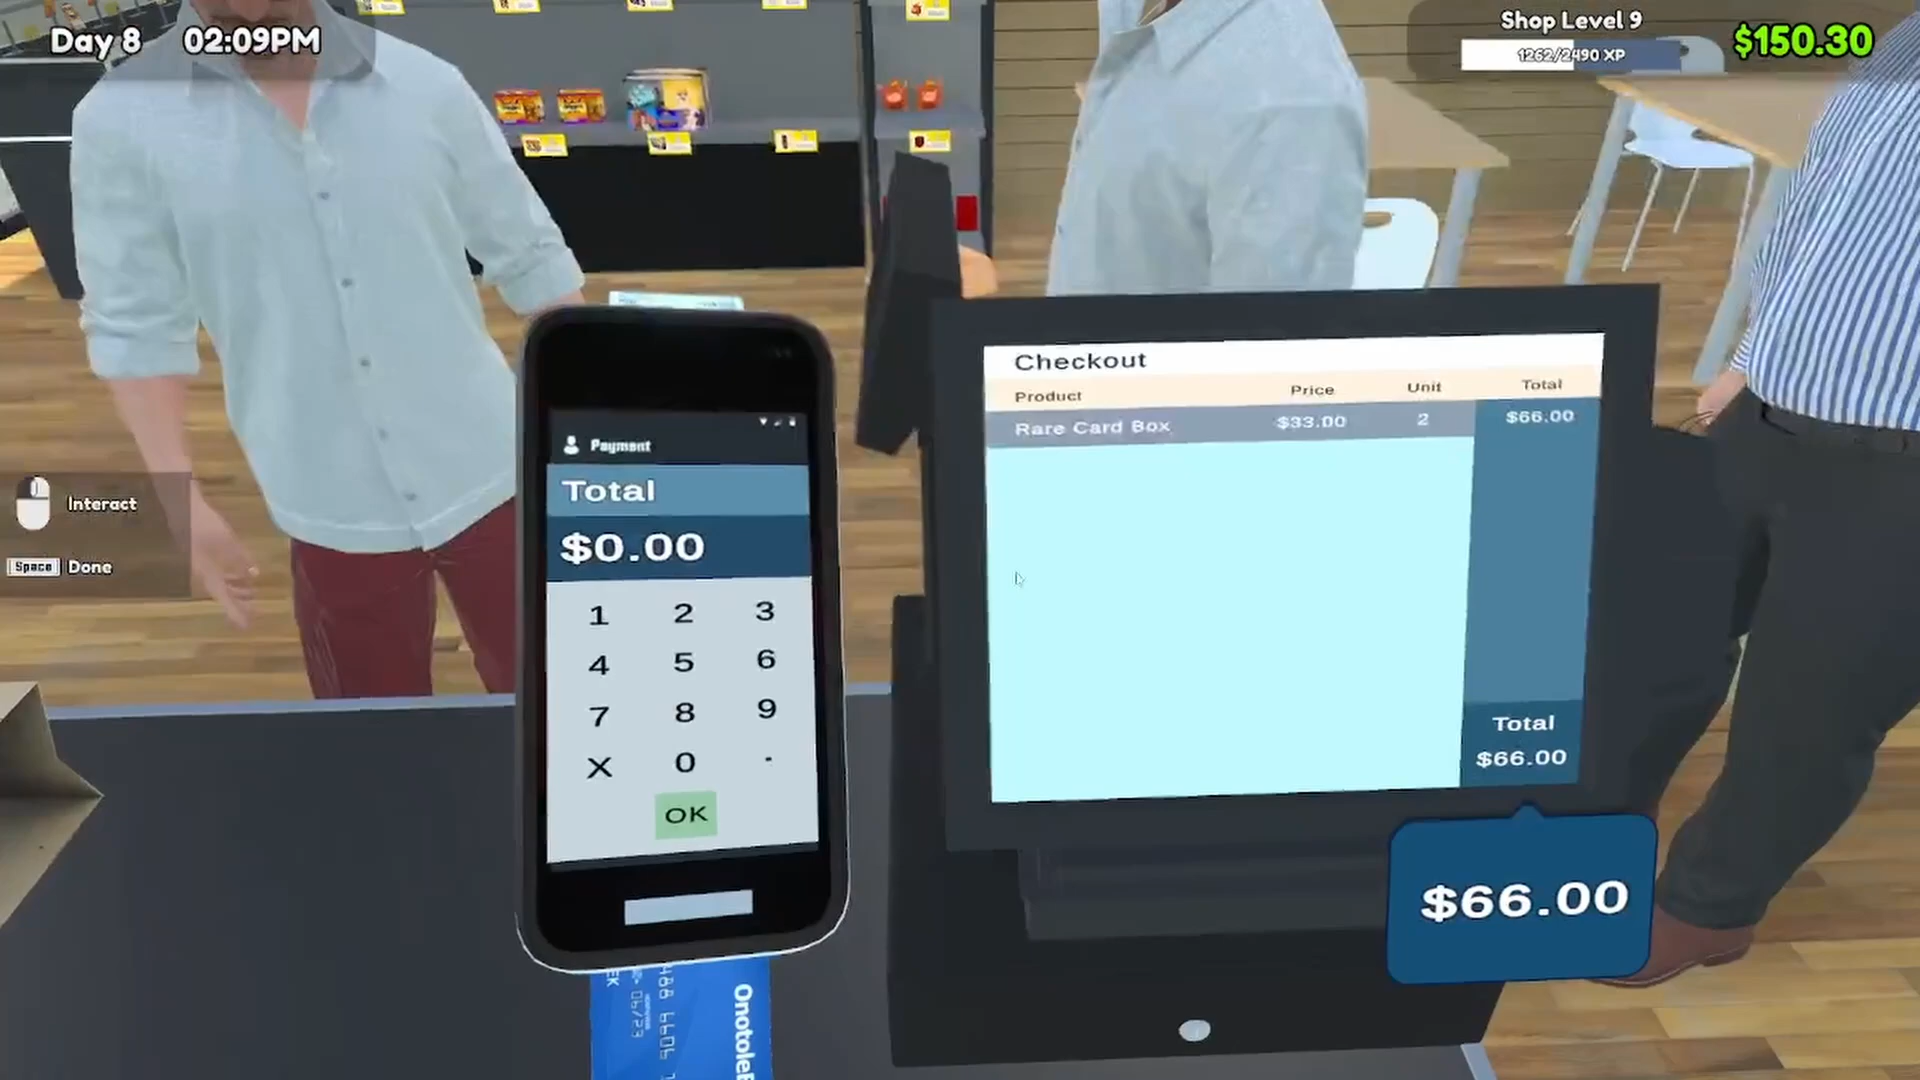 Day 8 02:09PM
Shop Level 9
1262/2490 XP
$150.30
Interact
Space Done
Payment
Total
$0.00
1 2 3
4 5 6
7 8 9
X 0 .
OK
Checkout
Product Price Unit Total
Rare Card Box $33.00 2 $66.00
Total
$66.00
$66.00